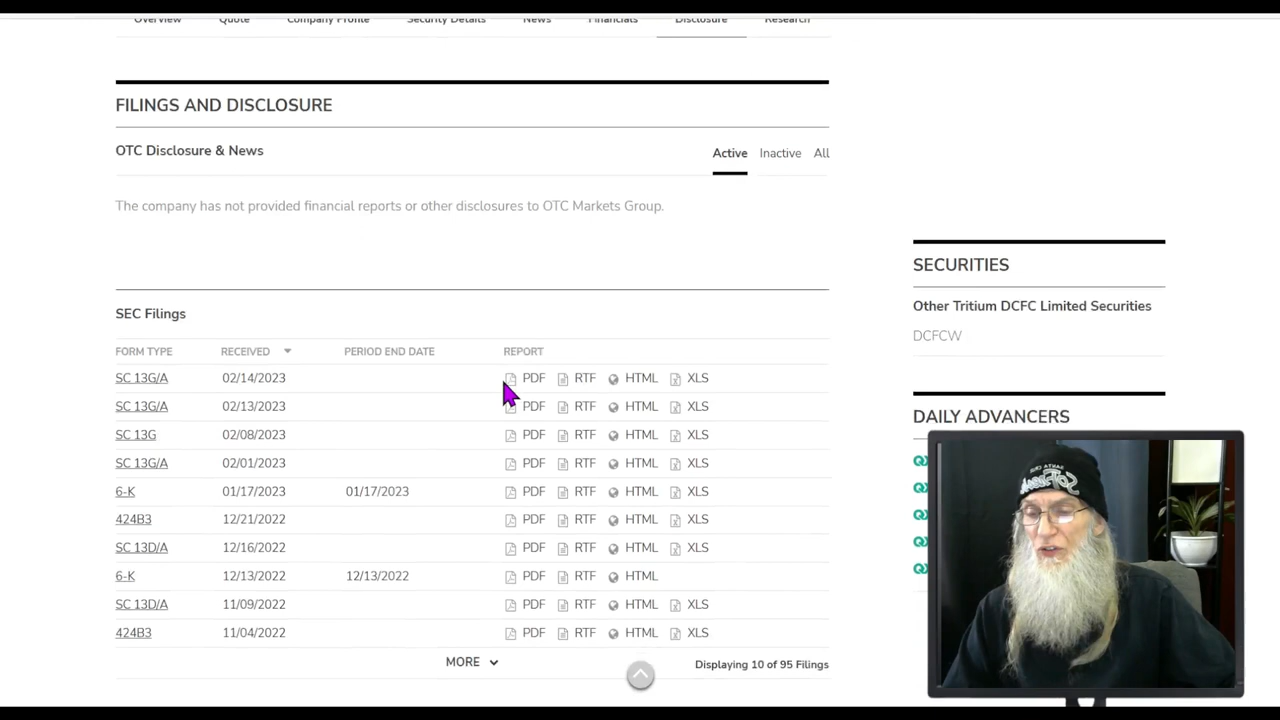 Overview Quote Company Profile Security Details News Financials Disclosure Research
FILINGS AND DISCLOSURE
OTC Disclosure & News
Active Inactive All
The company has not provided financial reports or other disclosures to OTC Markets Group.
SEC Filings
FORM TYPE RECEIVED PERIOD END DATE REPORT
SC 13G/A 02/14/2023 PDF RTF HTML XLS
SC 13G/A 02/13/2023 PDF RTF HTML XLS
SC 13G 02/08/2023 PDF RTF HTML XLS
SC 13G/A 02/01/2023 PDF RTF HTML XLS
6-K 01/17/2023 01/17/2023 PDF RTF HTML XLS
424B3 12/21/2022 PDF RTF HTML XLS
SC 13D/A 12/16/2022 PDF RTF HTML XLS
6-K 12/13/2022 12/13/2022 PDF RTF HTML
SC 13D/A 11/09/2022 PDF RTF HTML XLS
424B3 11/04/2022 PDF RTF HTML XLS
MORE
Displaying 10 of 95 Filings
SECURITIES
Other Tritium DCFC Limited Securities
DCFCW
DAILY ADVANCERS